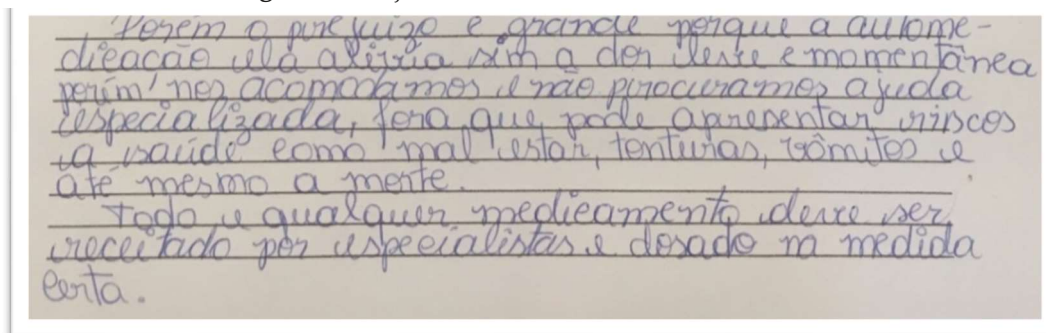 Porém o prejuizo e grande porque a autome-
dicação ela alivia sim a dor leve e momentânea
porém nos acomodamos e não procuramos ajuda
especializada, fora que pode apresentar riscos
a saúde como mal estar, tonturas, vômitos e
até mesmo a morte.
Todo e qualquer medicamento deve ser
receitado por especialistas e dosado na medida
certa.